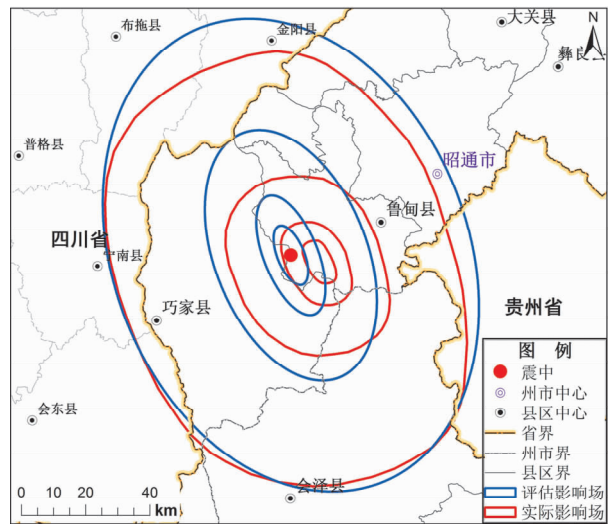 布拖县
金阳县
大关县
N
彝良
普格县
昭通市
鲁甸县
四川省
宁南县
巧家县
贵州省
会东县
会泽县
0 10 20 40
km
图 例
震中
州市中心
县区中心
省界
州市界
县区界
评估影响场
实际影响场